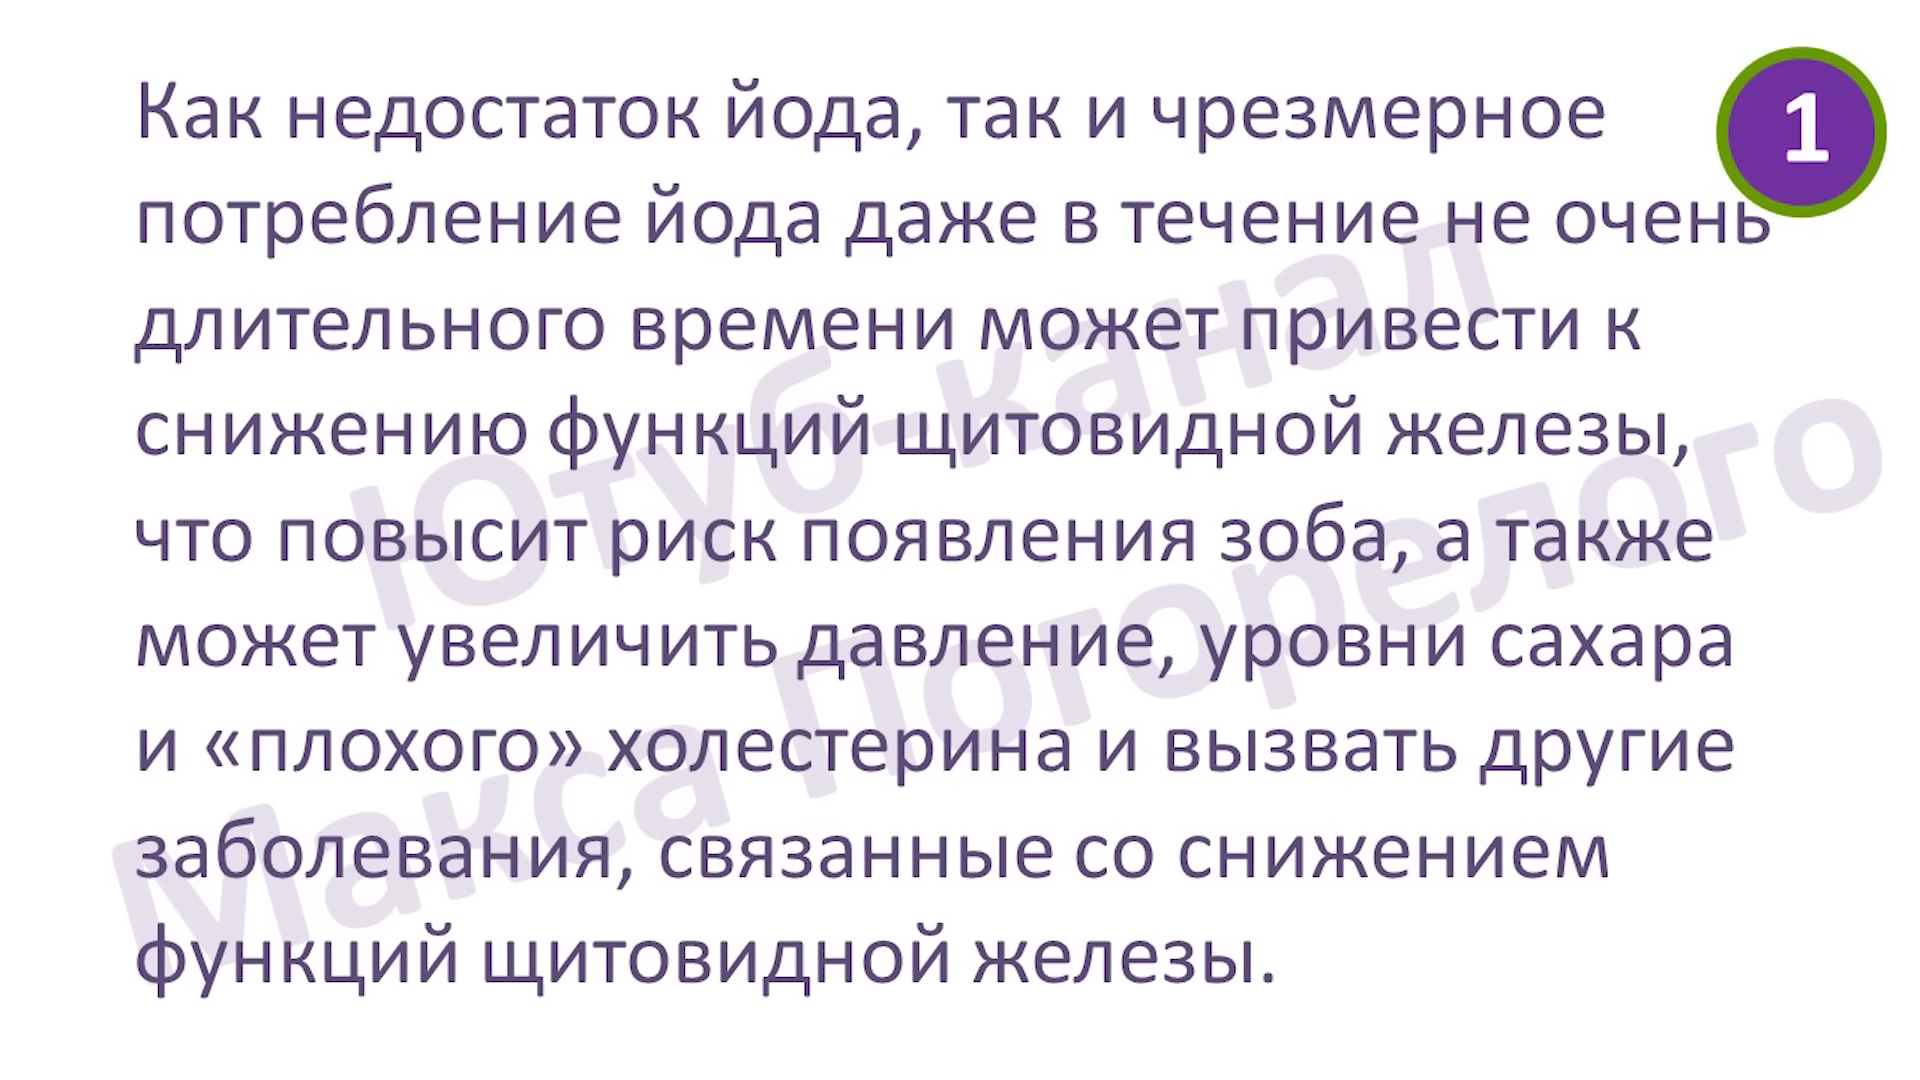 Как недостаток йода, так и чрезмерное
1
потребление йода даже в течение не очень
длительного времени может привести к
снижению функций щитовидной железы,
что повысит риск появления зоба, а также
может увеличить давление, уровни сахара
и «плохого» холестерина и вызвать другие
заболевания, связанные со снижением
функций щитовидной железы.
Ютуб-канал
Макса Погорелого